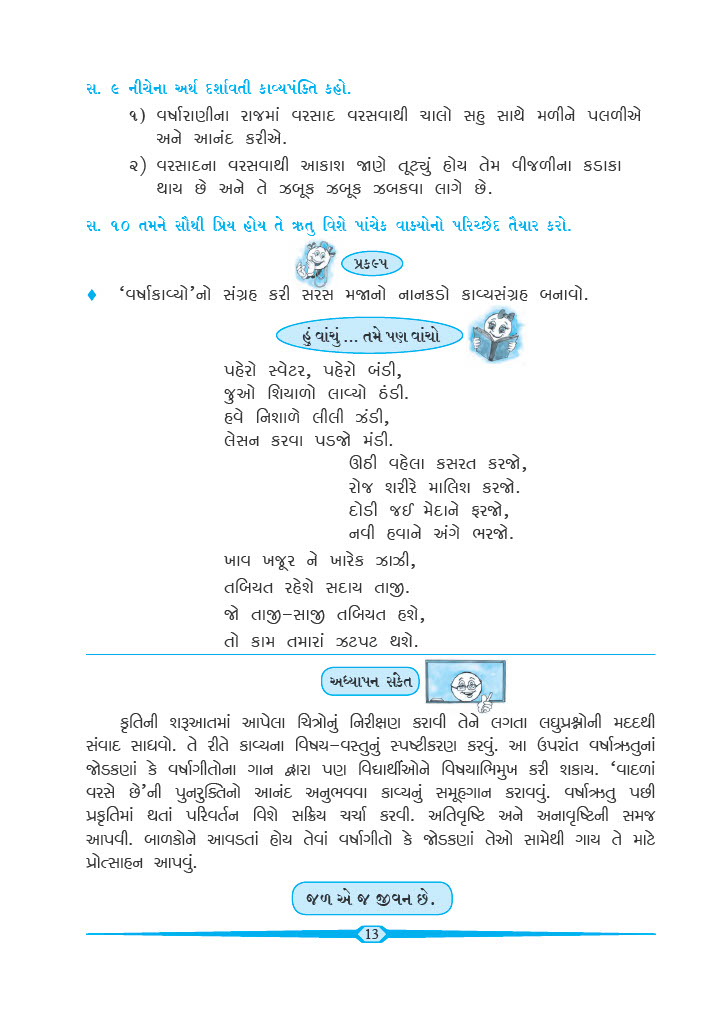 સ. ૯ નીચેના અર્થ દર્શાવતી કાવ્યપંક્તિ કહો.
૧) વર્ષારાણીના રાજમાં વરસાદ વરસવાથી ચાલો સહુ સાથે મળીને પલળીએ
અને આનંદ કરીએ.
૨) વરસાદના વરસવાથી આકાશ જાણે તૂટ્યું હોય તેમ વીજળીના કડાકા
થાય છે અને તે ઝબૂક ઝબૂક ઝબકવા લાગે છે.
સ. ૧૦ તમને સૌથી પ્રિય હોય તે ઋતુ વિશે પાંચેક વાક્યોનો પરિચ્છેદ તૈયાર કરો.
પ્રકલ્પ
♦ ‘વર્ષાકાવ્યો’નો સંગ્રહ કરી સરસ મજાનો નાનકડો કાવ્યસંગ્રહ બનાવો.
હું વાંચું ... તમે પણ વાંચો
પહેરો સ્વેટર, પહેરો બંડી,
જુઓ શિયાળો લાવ્યો ઠંડી.
હવે નિશાળે લીલી ઝંડી,
લેસન કરવા પડજો મંડી.
ઊઠી વહેલા કસરત કરજો,
રોજ શરીરે માલિશ કરજો.
દોડી જઈ મેદાને ફરજો,
નવી હવાને અંગે ભરજો.
ખાવ ખજૂર ને ખારેક ઝાઝી,
તબિયત રહેશે સદાય તાજી.
જો તાજી–સાજી તબિયત હશે,
તો કામ તમારાં ઝટપટ થશે.
અધ્યાપન સંકેત
કૃતિની શરૂઆતમાં આપેલા ચિત્રોનું નિરીક્ષણ કરાવી તેને લગતા લઘુપ્રશ્નોની મદદથી
સંવાદ સાધવો. તે રીતે કાવ્યના વિષય–વસ્તુનું સ્પષ્ટીકરણ કરવું. આ ઉપરાંત વર્ષાઋતુનાં
જોડકણાં કે વર્ષાગીતોના ગાન દ્વારા પણ વિદ્યાર્થીઓને વિષયાભિમુખ કરી શકાય. ‘વાદળાં
વરસે છે’ની પુનરુક્તિનો આનંદ અનુભવવા કાવ્યનું સમૂહગાન કરાવવું. વર્ષાઋતુ પછી
પ્રકૃતિમાં થતાં પરિવર્તન વિશે સક્રિય ચર્ચા કરવી. અતિવૃષ્ટિ અને અનાવૃષ્ટિની સમજ
આપવી. બાળકોને આવડતાં હોય તેવાં વર્ષાગીતો કે જોડકણાં તેઓ સામેથી ગાય તે માટે
પ્રોત્સાહન આપવું.
જળ એ જ જીવન છે.
13